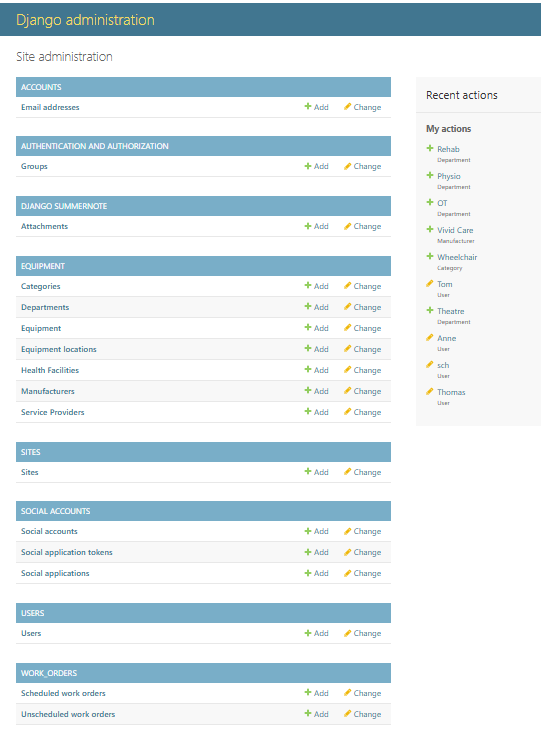 Django administration
Site administration
ACCOUNTS
Email addresses Add Change
AUTHENTICATION AND AUTHORIZATION
Groups Add Change
DJANGO SUMMERNOTE
Attachments Add Change
EQUIPMENT
Categories Add Change
Departments Add Change
Equipment Add Change
Equipment locations Add Change
Health Facilities Add Change
Manufacturers Add Change
Service Providers Add Change
SITES
Sites Add Change
SOCIAL ACCOUNTS
Social accounts Add Change
Social application tokens Add Change
Social applications Add Change
USERS
Users Add Change
WORK_ORDERS
Scheduled work orders Add Change
Unscheduled work orders Add Change
Recent actions
My actions
Rehab
Department
Physio
Department
OT
Department
Vivid Care
Manufacturer
Wheelchair
Category
Tom
User
Theatre
Department
Anne
User
sch
User
Thomas
User